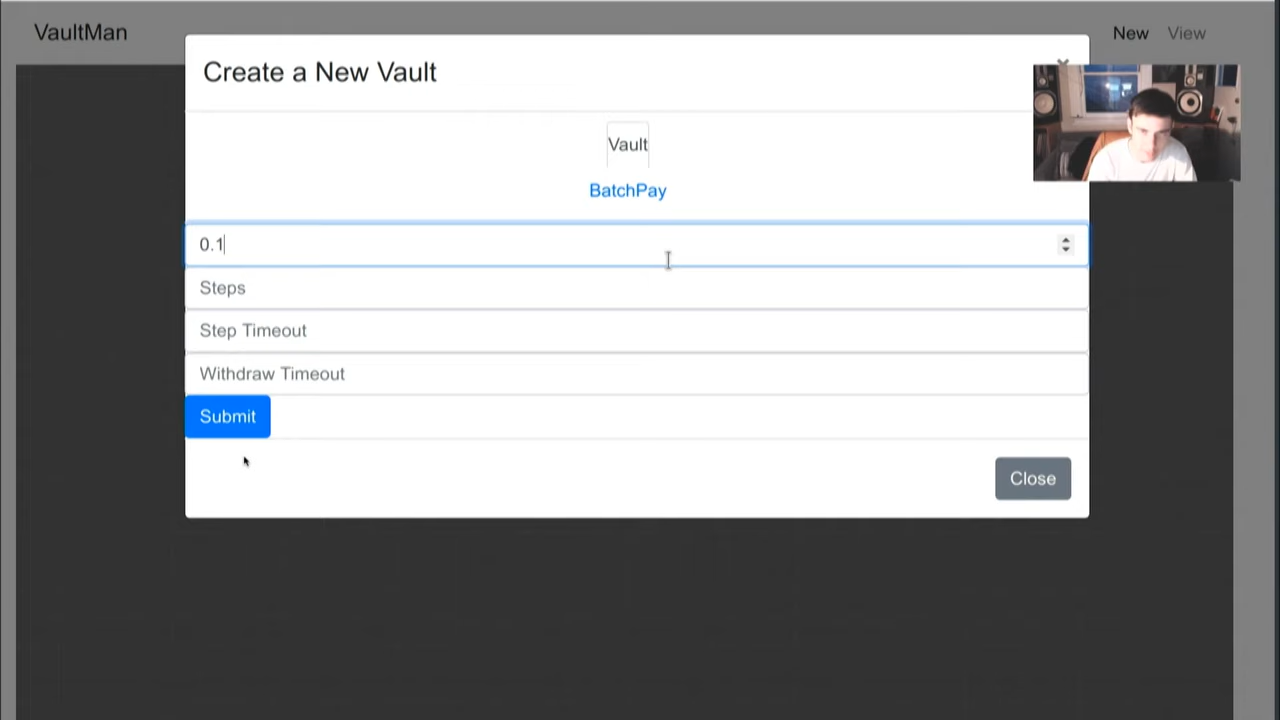 VaultMan
New View
Create a New Vault
×
Vault
BatchPay
0.1
Steps
Step Timeout
Withdraw Timeout
Submit
Close